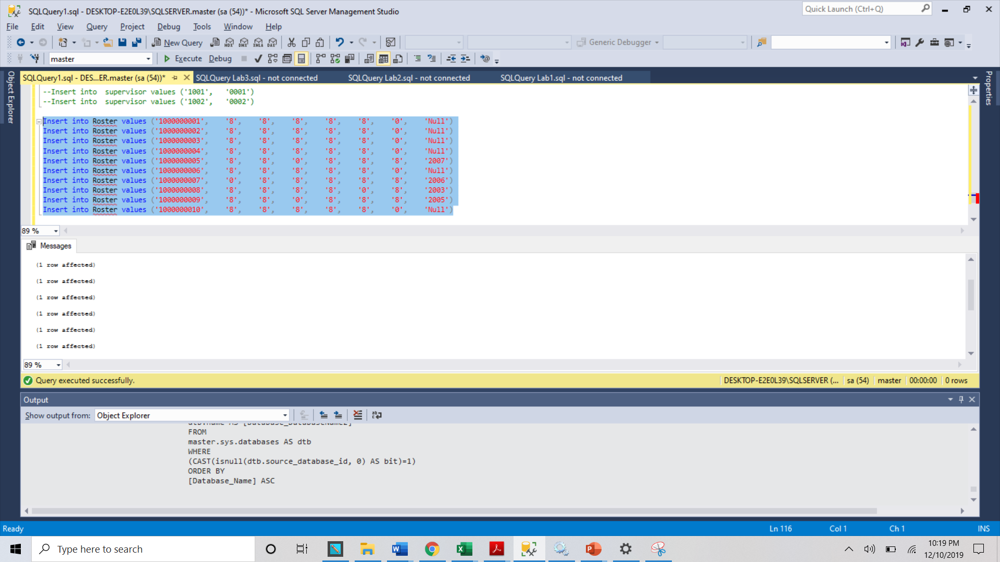 SQLQuery1.sql - DESKTOP-E2E0L39\SQLSERVER.master (sa (54))* - Microsoft SQL Server Management Studio
Quick Launch (Ctrl+Q)
File Edit View Query Project Debug Tools Window Help
New Query MDX DMX XMLA DAX Generic Debugger
master Execute Debug
Object Explorer
Properties
SQLQuery1.sql - DES...ER.master (sa (54))* SQLQuery Lab3.sql - not connected SQLQuery Lab2.sql - not connected SQLQuery Lab1.sql - not connected
--Insert into supervisor values ('1001', '0001')
--Insert into supervisor values ('1002', '0002')
Insert into Roster values ('1000000001', '8', '8', '8', '8', '8', '0', 'Null')
Insert into Roster values ('1000000002', '8', '8', '8', '8', '8', '0', 'Null')
Insert into Roster values ('1000000003', '8', '8', '8', '8', '8', '0', 'Null')
Insert into Roster values ('1000000004', '8', '8', '8', '8', '8', '0', 'Null')
Insert into Roster values ('1000000005', '8', '8', '0', '8', '8', '8', '2007')
Insert into Roster values ('1000000006', '8', '8', '8', '8', '8', '0', 'Null')
Insert into Roster values ('1000000007', '0', '8', '8', '8', '8', '8', '2006')
Insert into Roster values ('1000000008', '8', '8', '8', '8', '0', '8', '2003')
Insert into Roster values ('1000000009', '8', '8', '0', '8', '8', '8', '2005')
Insert into Roster values ('1000000010', '8', '8', '8', '8', '8', '0', 'Null')
89 %
Messages
(1 row affected)
(1 row affected)
(1 row affected)
(1 row affected)
(1 row affected)
(1 row affected)
89 %
Query executed successfully. DESKTOP-E2E0L39\SQLSERVER (... sa (54) master 00:00:00 0 rows
Output
Show output from: Object Explorer
dtb.name AS [Database_DatabaseName2]
FROM
master.sys.databases AS dtb
WHERE
(CAST(isnull(dtb.source_database_id, 0) AS bit)=1)
ORDER BY
[Database_Name] ASC
Ready Ln 116 Col 1 Ch 1 INS
Type here to search
10:19 PM
12/10/2019